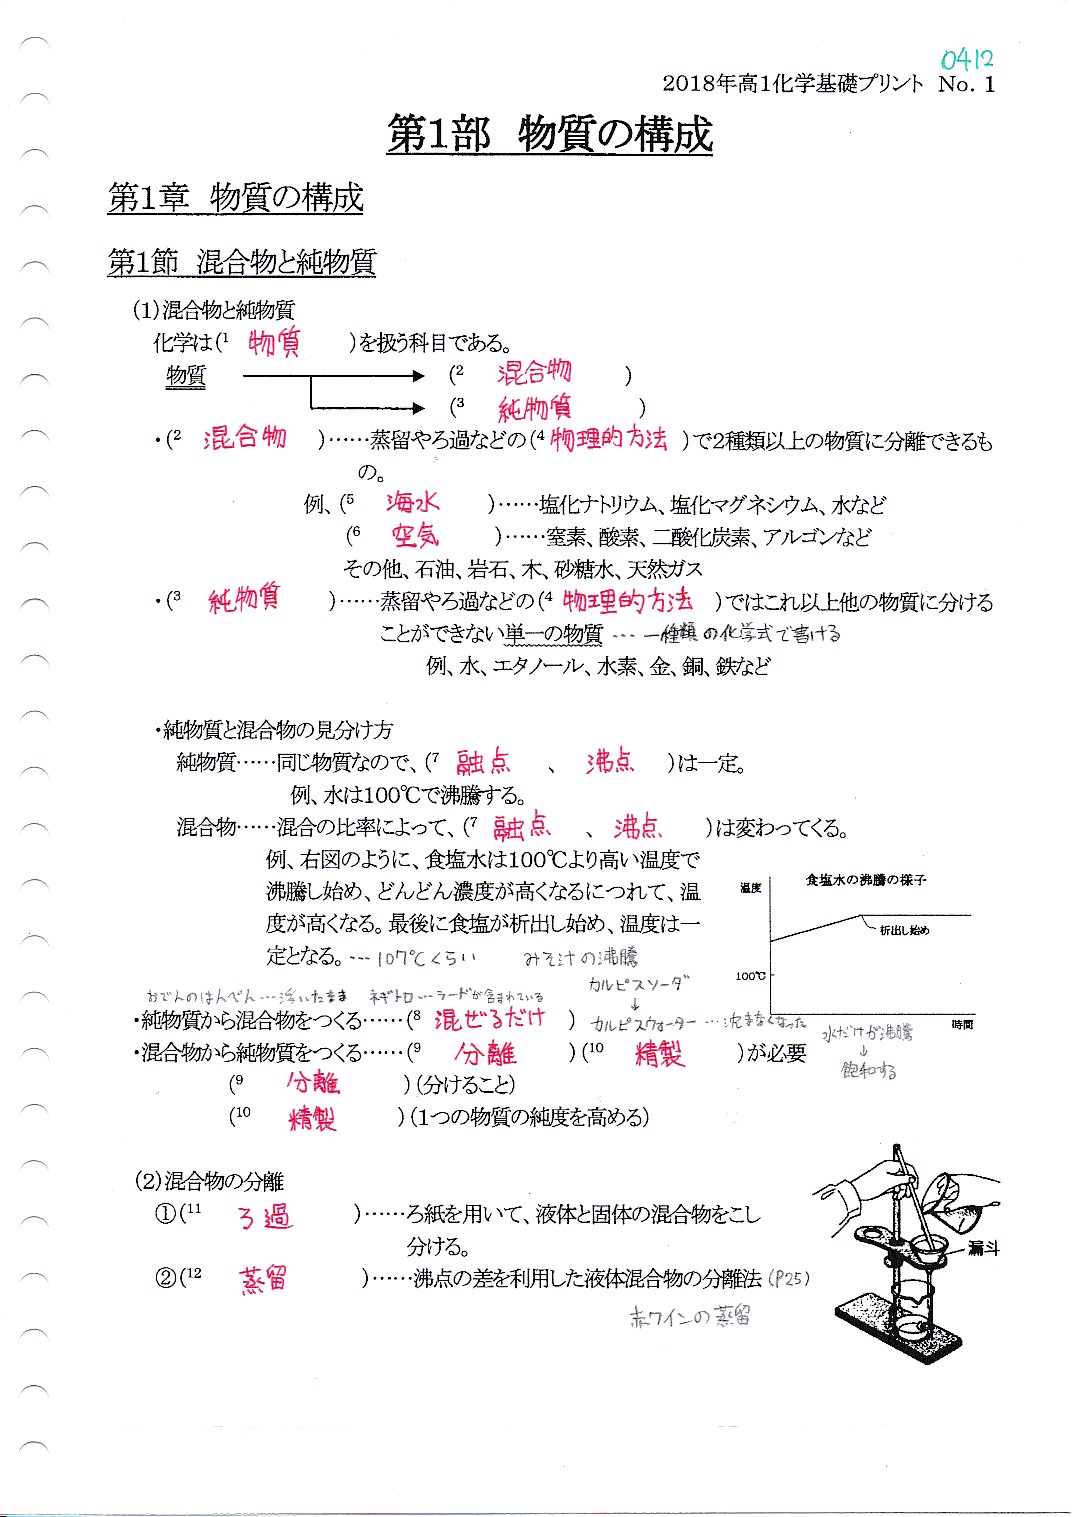 0412
2018年高1化学基礎プリント No. 1
第1部 物質の構成
第1章 物質の構成
第1節 混合物と純物質
(1)混合物と純物質
化学は(1 物質 )を扱う科目である。
物質 (2 混合物 )
(3 純物質 )
・(2 混合物 )……蒸留やろ過などの(4 物理的方法 )で2種類以上の物質に分離できるも
の。
例、(5 海水 )……塩化ナトリウム、塩化マグネシウム、水など
(6 空気 )……窒素、酸素、二酸化炭素、アルゴンなど
その他、石油、岩石、木、砂糖水、天然ガス
・(3 純物質 )……蒸留やろ過などの(4 物理的方法 )ではこれ以上他の物質に分ける
ことができない単一の物質 … 一種類の化学式で書ける
例、水、エタノール、水素、金、銅、鉄など
・純物質と混合物の見分け方
純物質……同じ物質なので、(7 融点 、 沸点 )は一定。
例、水は100℃で沸騰する。
混合物……混合の比率によって、(7 融点 、 沸点 )は変わってくる。
例、右図のように、食塩水は100℃より高い温度で
沸騰し始め、どんどん濃度が高くなるにつれて、温
度が高くなる。最後に食塩が析出し始め、温度は一
定となる。… 107℃くらい みそ汁の沸騰
温度 食塩水の沸騰の様子
析出し始め
100℃
時間
水だけが沸騰
↓
飽和する
おでんのはんぺん…浮いたまま ネギトロ…ラードが含まれている
カルピスソーダ
↓
カルピスウォーター …沈まなくなった
・純物質から混合物をつくる……(8 混ぜるだけ )
・混合物から純物質をつくる……(9 分離 )(10 精製 )が必要
(9 分離 )(分けること)
(10 精製 )(1つの物質の純度を高める)
(2)混合物の分離
①(11 ろ過 )……ろ紙を用いて、液体と固体の混合物をこし
分ける。
漏斗
②(12 蒸留 )……沸点の差を利用した液体混合物の分離法(P25)
赤ワインの蒸留